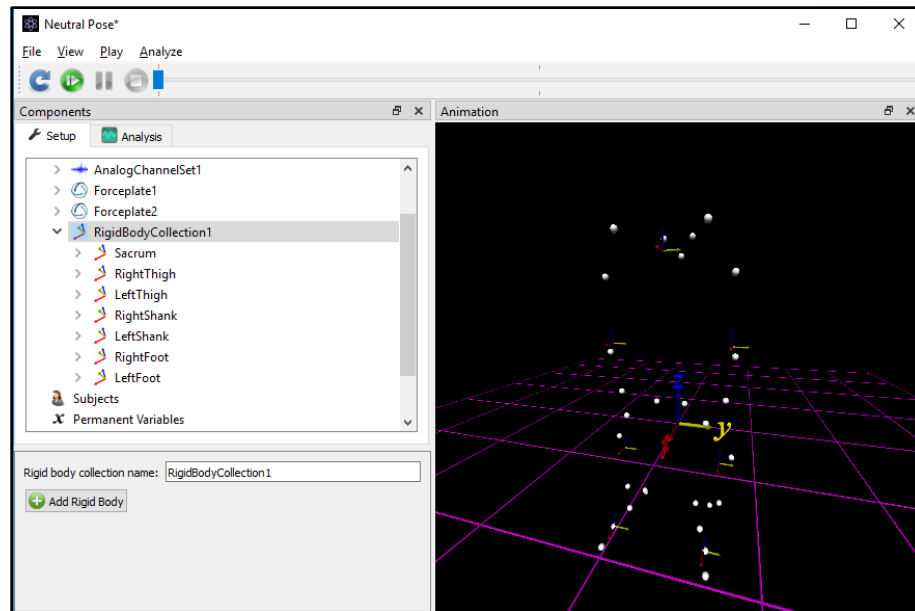 Neutral Pose*
File View Play Analyze
Components
Setup Analysis
AnalogChannelSet1
Forceplate1
Forceplate2
RigidBodyCollection1
Sacrum
RightThigh
LeftThigh
RightShank
LeftShank
RightFoot
LeftFoot
Subjects
x Permanent Variables
Rigid body collection name: RigidBodyCollection1
Add Rigid Body
Animation
z
y
x